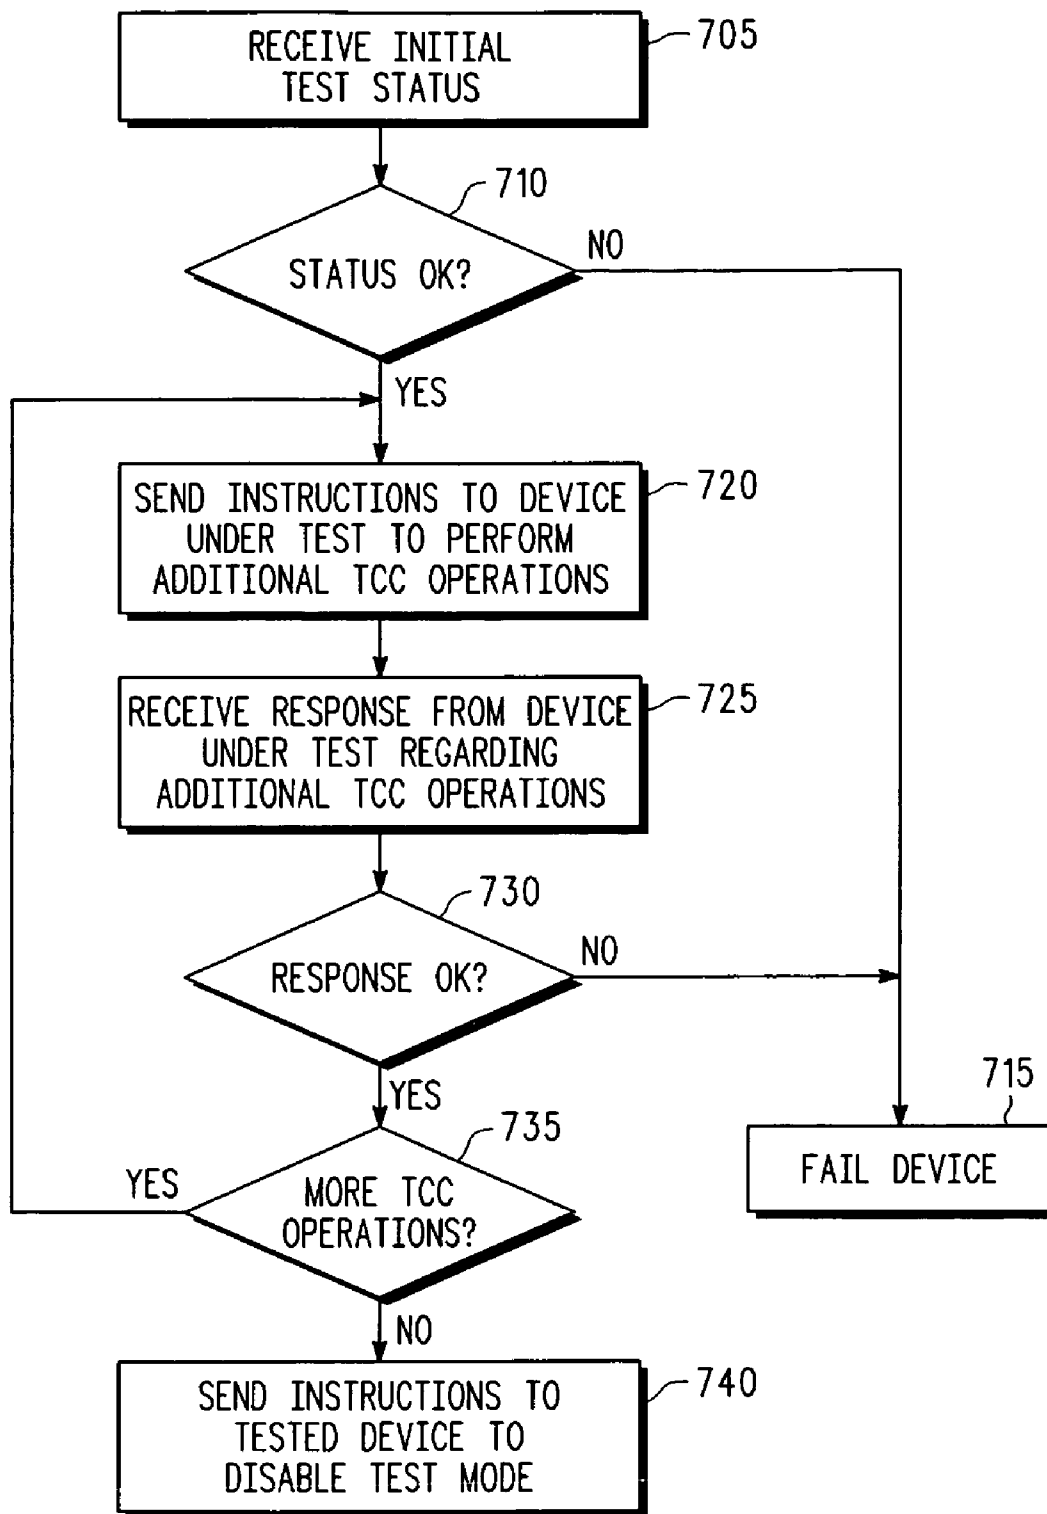 RECEIVE INITIAL
TEST STATUS
705
710
STATUS OK?
NO
YES
SEND INSTRUCTIONS TO DEVICE
UNDER TEST TO PERFORM
ADDITIONAL TCC OPERATIONS
720
RECEIVE RESPONSE FROM DEVICE
UNDER TEST REGARDING
ADDITIONAL TCC OPERATIONS
725
730
RESPONSE OK?
NO
YES
735
MORE TCC
OPERATIONS?
YES
NO
715
FAIL DEVICE
SEND INSTRUCTIONS TO
TESTED DEVICE TO
DISABLE TEST MODE
740